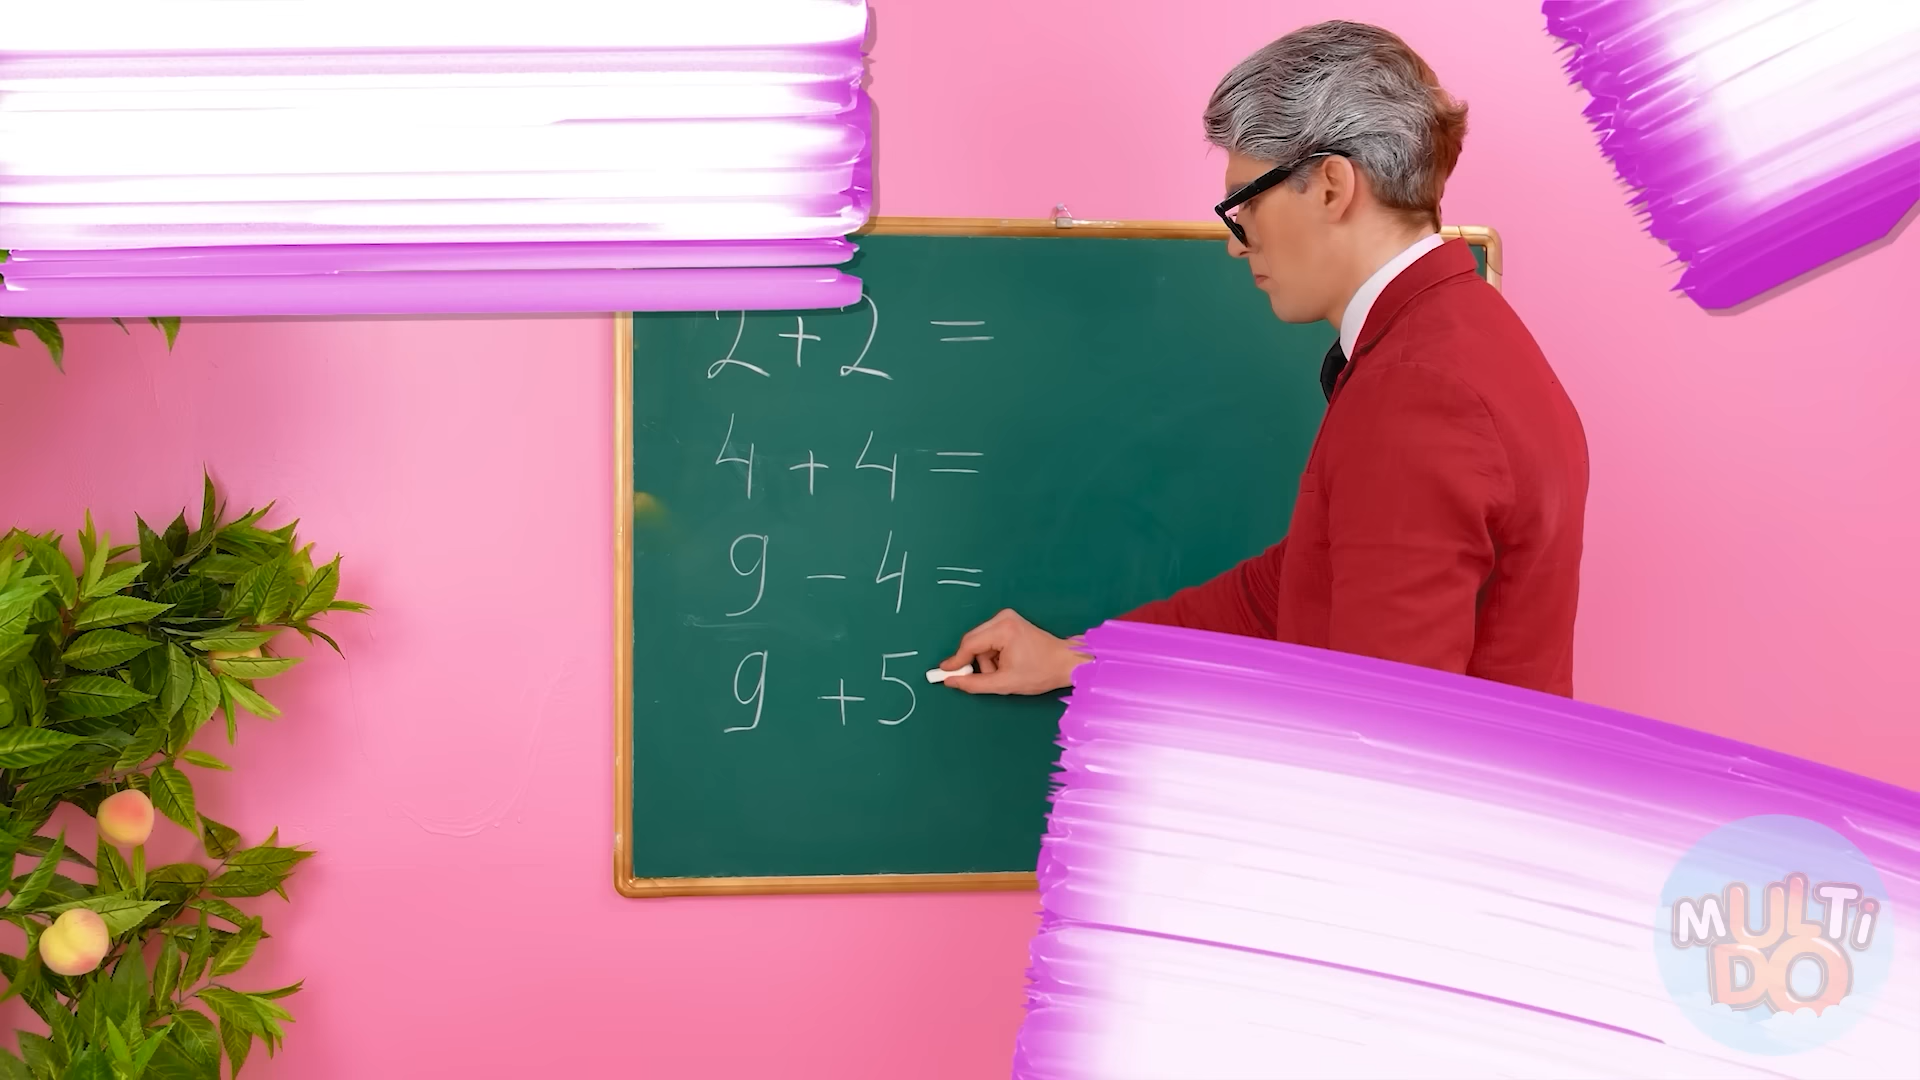 2 + 2 =
4 + 4 =
9 - 4 =
9 + 5
MULTi
DO